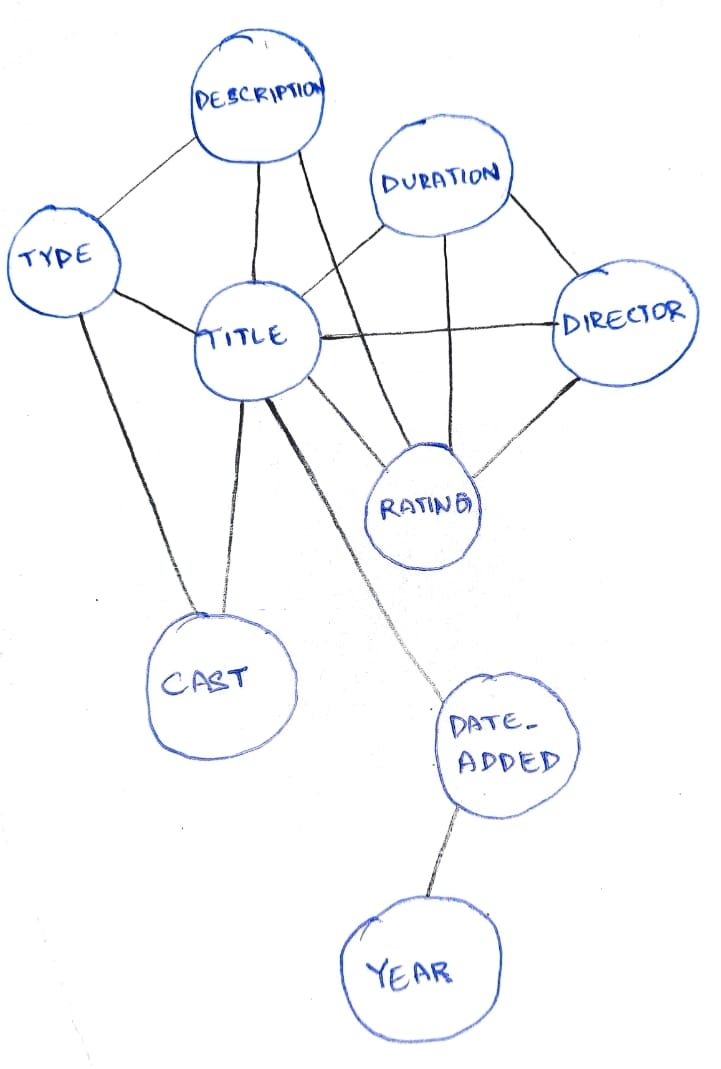 DESCRIPTION
DURATION
TYPE
TITLE
DIRECTOR
RATING
CAST
DATE_
ADDED
YEAR